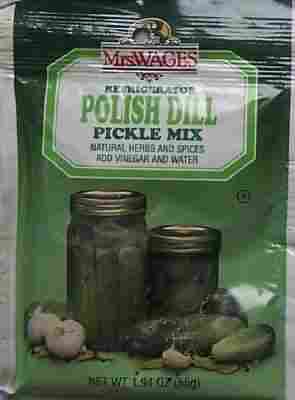 MRS. WAGES
REFRIGERATOR
POLISH DILL
PICKLE MIX
NATURAL HERBS AND SPICES
ADD VINEGAR AND WATER
NET WT 1.94 OZ (55g)